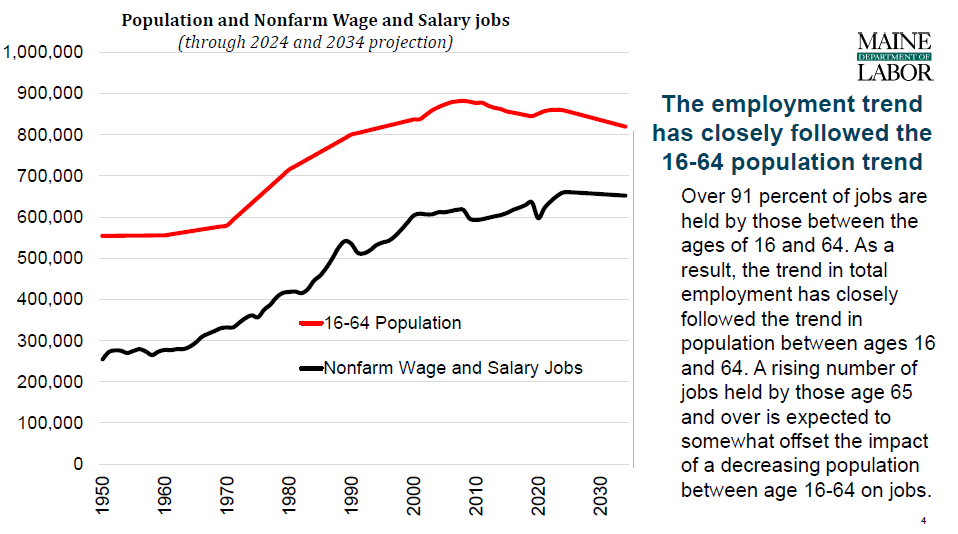 Population and Nonfarm Wage and Salary jobs
(through 2024 and 2034 projection)
1,000,000
900,000
800,000
700,000
600,000
500,000
400,000
300,000
200,000
100,000
0
16-64 Population
Nonfarm Wage and Salary Jobs
1950
1960
1970
1980
1990
2000
2010
2020
2030
MAINE
DEPARTMENT OF
LABOR
The employment trend
has closely followed the
16-64 population trend
Over 91 percent of jobs are
held by those between the
ages of 16 and 64. As a
result, the trend in total
employment has closely
followed the trend in
population between ages 16
and 64. A rising number of
jobs held by those age 65
and over is expected to
somewhat offset the impact
of a decreasing population
between age 16-64 on jobs.
4